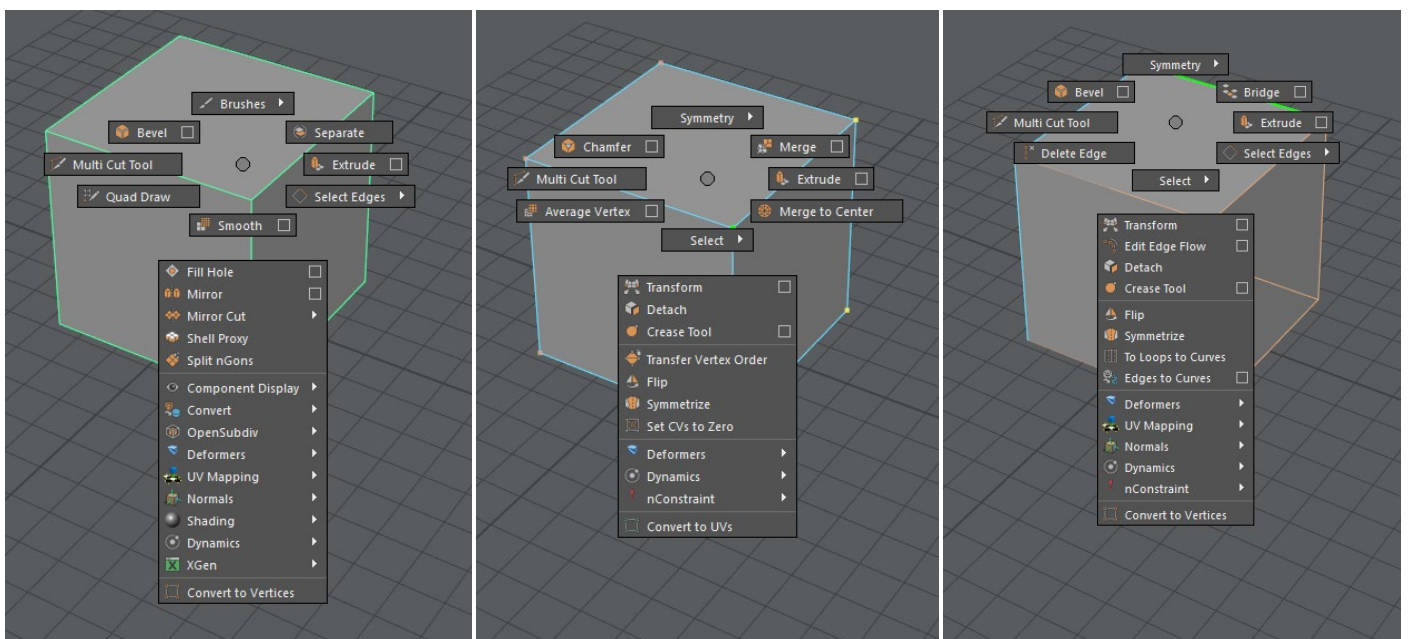 Brushes
Bevel
Separate
Multi Cut Tool
Extrude
Quad Draw
Select Edges
Smooth
Fill Hole
Mirror
Mirror Cut
Shell Proxy
Split nGons
Component Display
Convert
OpenSubdiv
Deformers
UV Mapping
Normals
Shading
Dynamics
XGen
Convert to Vertices
Symmetry
Chamfer
Merge
Multi Cut Tool
Extrude
Average Vertex
Merge to Center
Select
Transform
Detach
Crease Tool
Transfer Vertex Order
Flip
Symmetrize
Set CVs to Zero
Deformers
Dynamics
nConstraint
Convert to UVs
Symmetry
Bevel
Bridge
Multi Cut Tool
Extrude
Delete Edge
Select Edges
Select
Transform
Edit Edge Flow
Detach
Crease Tool
Flip
Symmetrize
To Loops to Curves
Edges to Curves
Deformers
UV Mapping
Normals
Dynamics
nConstraint
Convert to Vertices